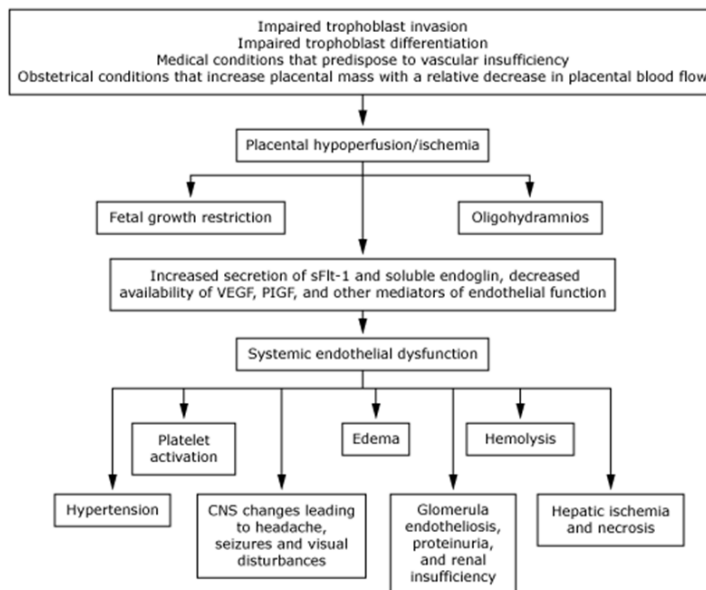 Impaired trophoblast invasion
Impaired trophoblast differentiation
Medical conditions that predispose to vascular insufficiency
Obstetrical conditions that increase placental mass with a relative decrease in placental blood flow
Placental hypoperfusion/ischemia
Fetal growth restriction
Oligohydramnios
Increased secretion of sFlt-1 and soluble endoglin, decreased
availability of VEGF, PIGF, and other mediators of endothelial function
Systemic endothelial dysfunction
Platelet
activation
Edema
Hemolysis
Hypertension
CNS changes leading
to headache,
seizures and visual
disturbances
Glomerula
endotheliosis,
proteinuria,
and renal
insufficiency
Hepatic ischemia
and necrosis